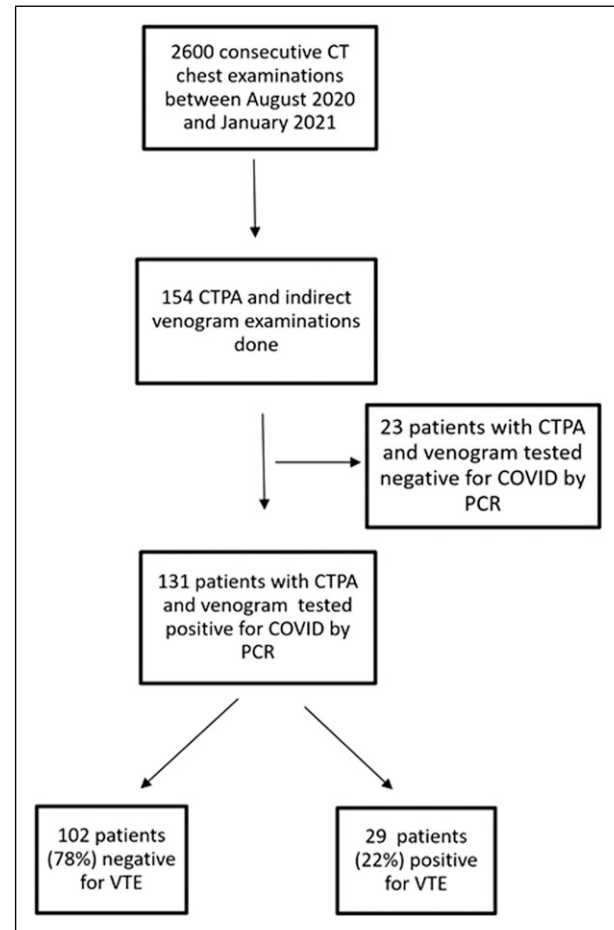 2600 consecutive CT
chest examinations
between August 2020
and January 2021
154 CTPA and indirect
venogram examinations
done
23 patients with CTPA
and venogram tested
negative for COVID by
PCR
131 patients with CTPA
and venogram tested
positive for COVID by
PCR
102 patients
(78%) negative
for VTE
29 patients
(22%) positive
for VTE